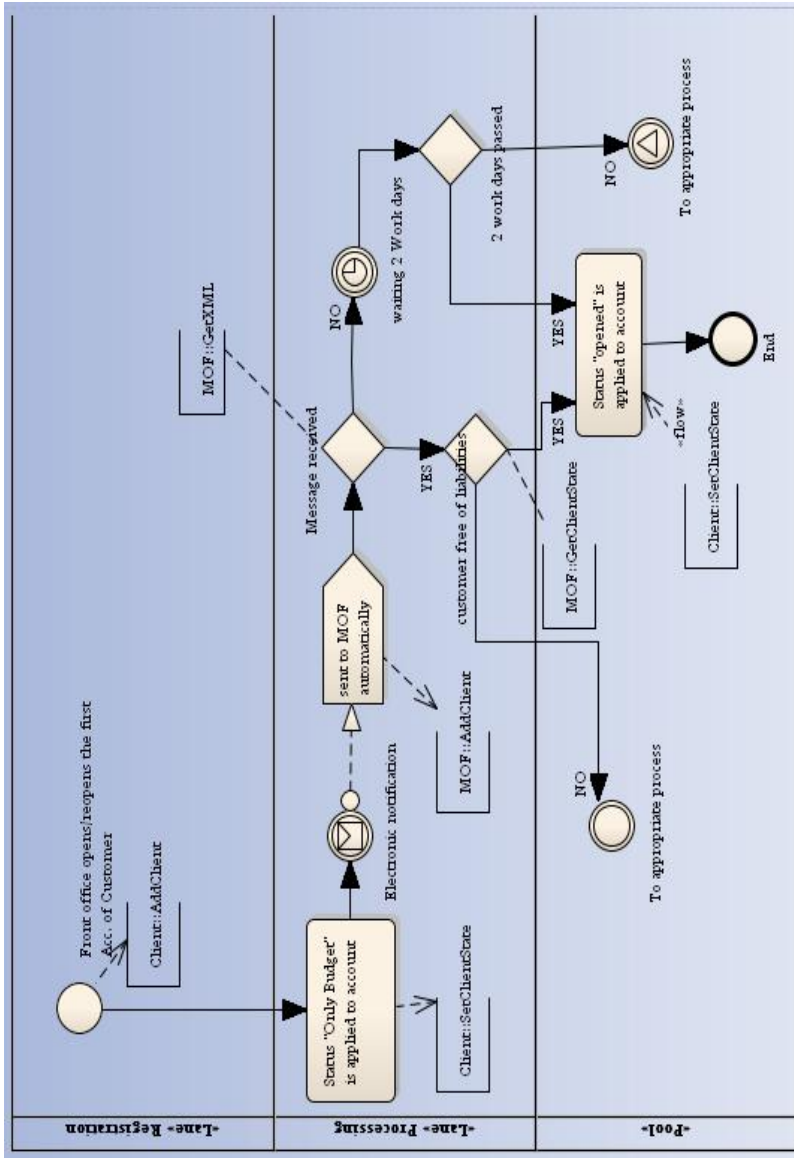 «Lane» Registration
Front office opens/reopens the first
Acc. of Customer
Client::AddClient
MOF::GetXML
«Lane» Processing
Status "Only Budget"
is applied to account
Client::SetClientState
Electronic notification
sent to MOF
automatically
MOF::AddClient
Message received
NO
waiting 2 Work days
2 work days passed
YES
customer free of liabilities
MOF::GetClientState
«Pool»
NO
To appropriate process
YES
YES
Status "opened" is
applied to account
«flow»
Client::SetClientState
End
NO
To appropriate process